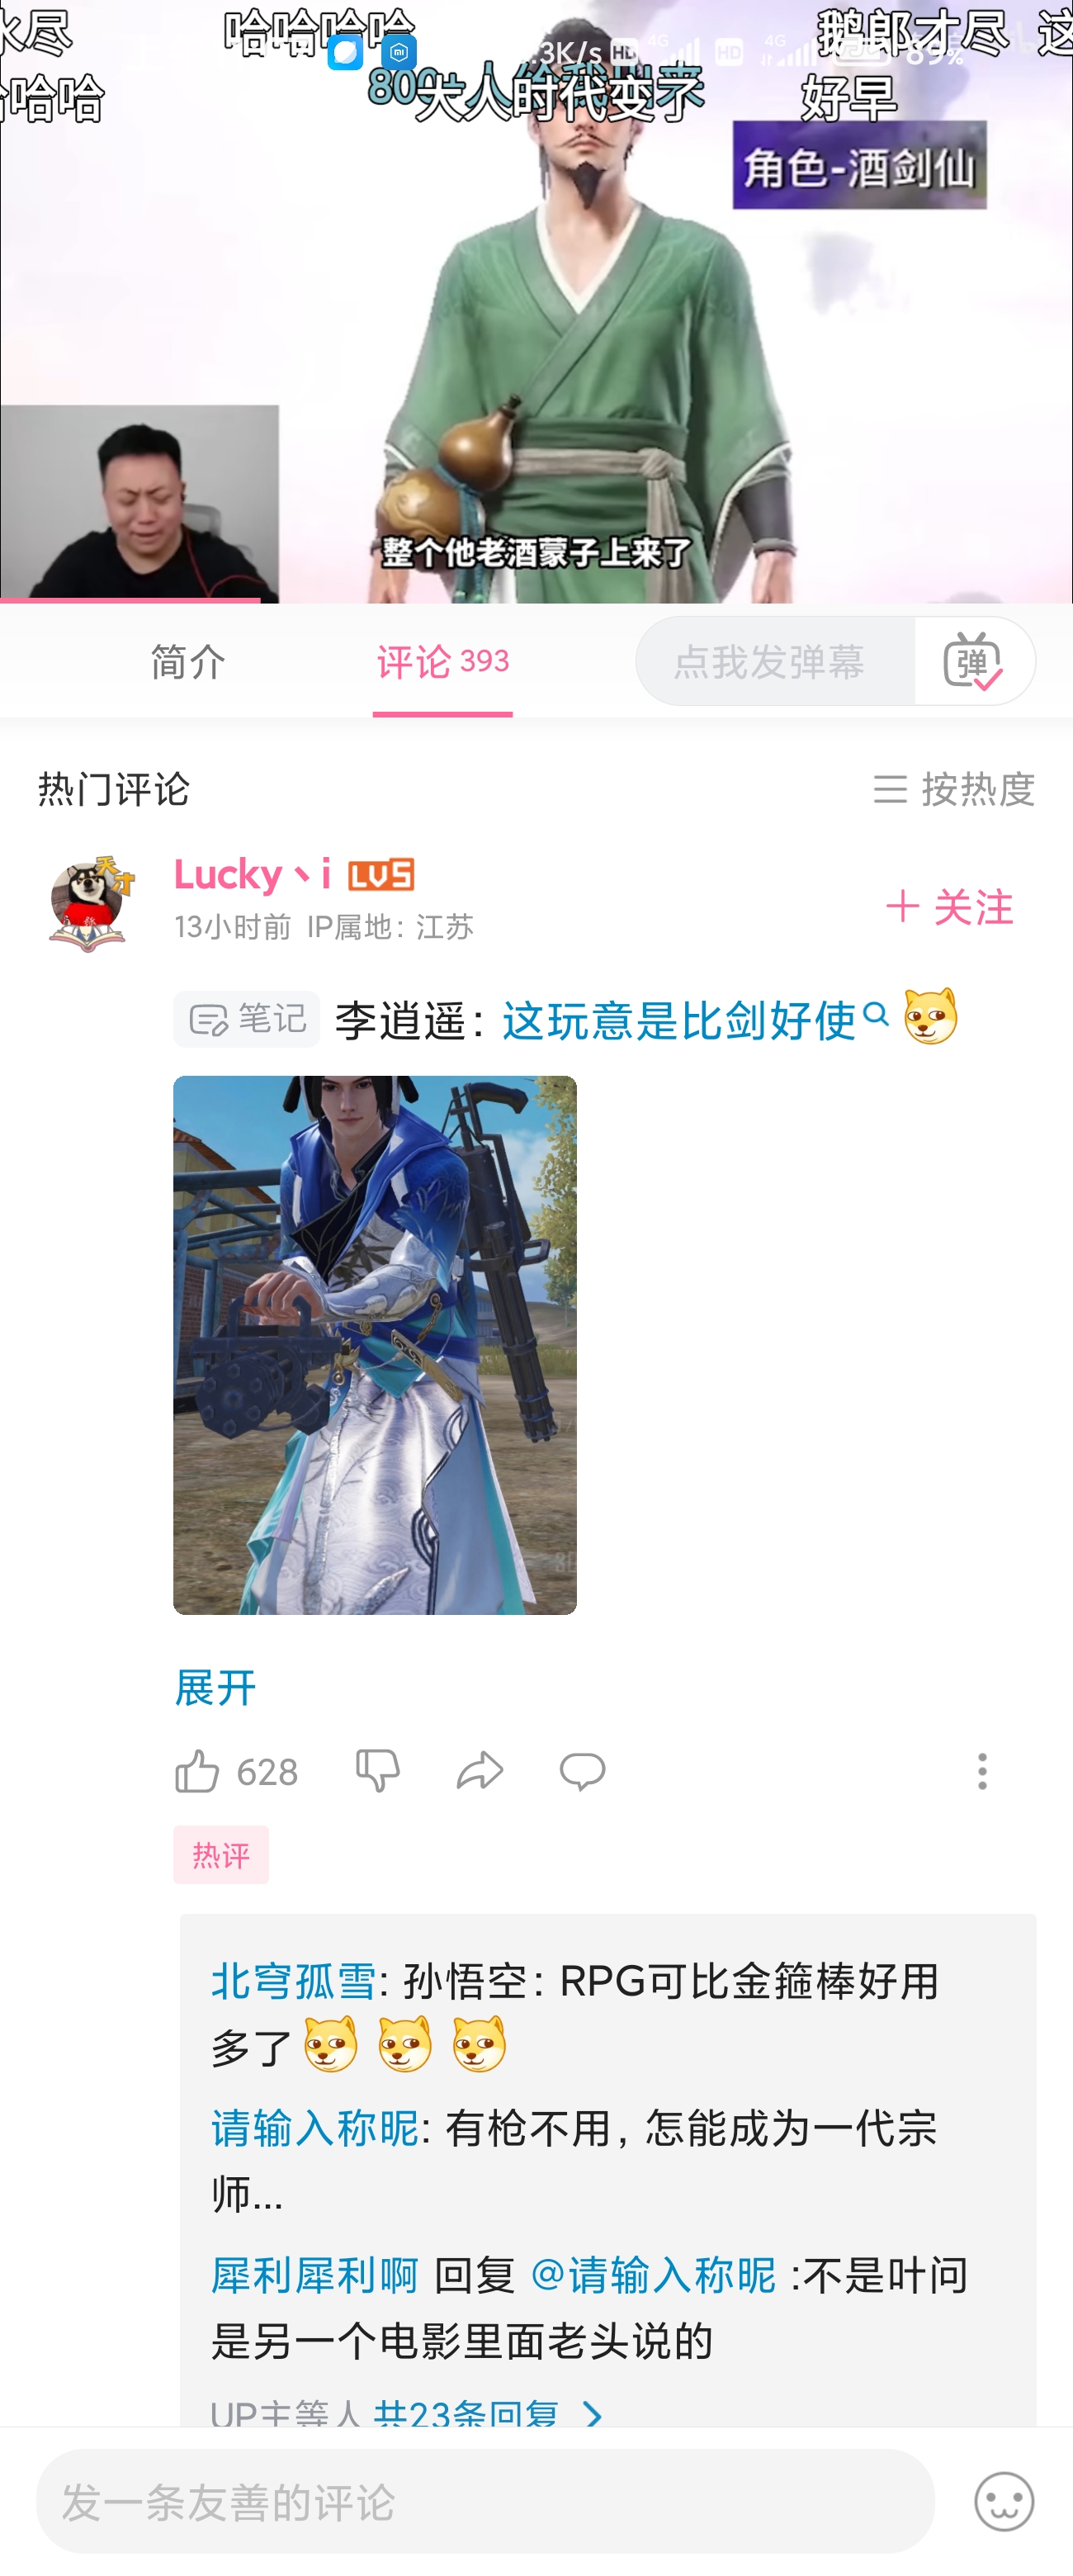 水尽
哈哈哈哈
鹅郎才尽
这
哈哈
大人时代变了
好早
.3K/s
HD
4G
HD
4G
89%
角色-酒剑仙
整个他老酒蒙子上来了
简介
评论 393
点我发弹幕
弹
热门评论
按热度
天才
Lucky丶i LV5
13小时前 IP属地：江苏
+ 关注
笔记 李逍遥：这玩意是比剑好使
展开
628
热评
北穹孤雪: 孙悟空：RPG可比金箍棒好用
多了
请输入称昵: 有枪不用，怎能成为一代宗
师...
犀利犀利啊 回复 @请输入称昵 :不是叶问
是另一个电影里面老头说的
UP主等人 共23条回复
发一条友善的评论